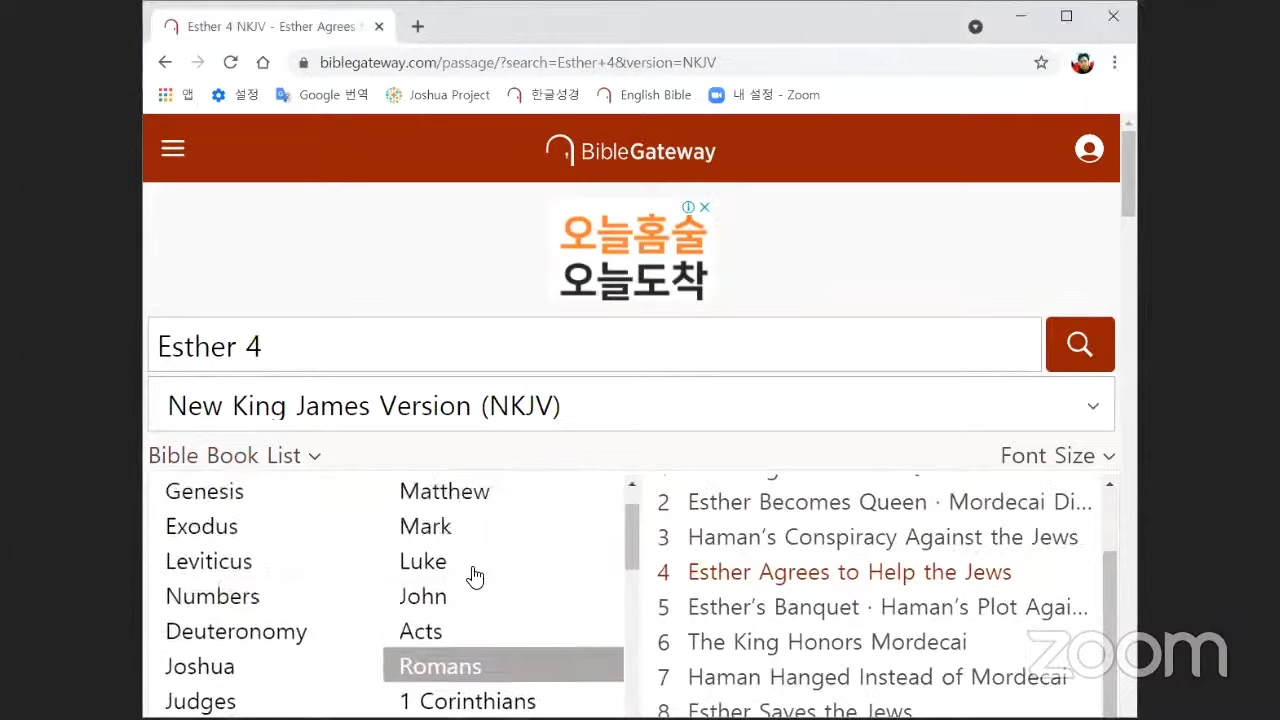 Esther 4 NKJV - Esther Agrees
biblegateway.com/passage/?search=Esther+4&version=NKJV
앱 설정 Google 번역 Joshua Project 한글성경 English Bible 내 설정 - Zoom
BibleGateway
오늘홈술
오늘도착
Esther 4
New King James Version (NKJV)
Bible Book List Font Size
Genesis Matthew
2 Esther Becomes Queen · Mordecai Di...
Exodus Mark
3 Haman's Conspiracy Against the Jews
Leviticus Luke
4 Esther Agrees to Help the Jews
Numbers John
5 Esther's Banquet · Haman's Plot Agai...
Deuteronomy Acts
6 The King Honors Mordecai
Joshua Romans
7 Haman Hanged Instead of Mordecai
Judges 1 Corinthians
8 Esther Saves the Jews
zoom